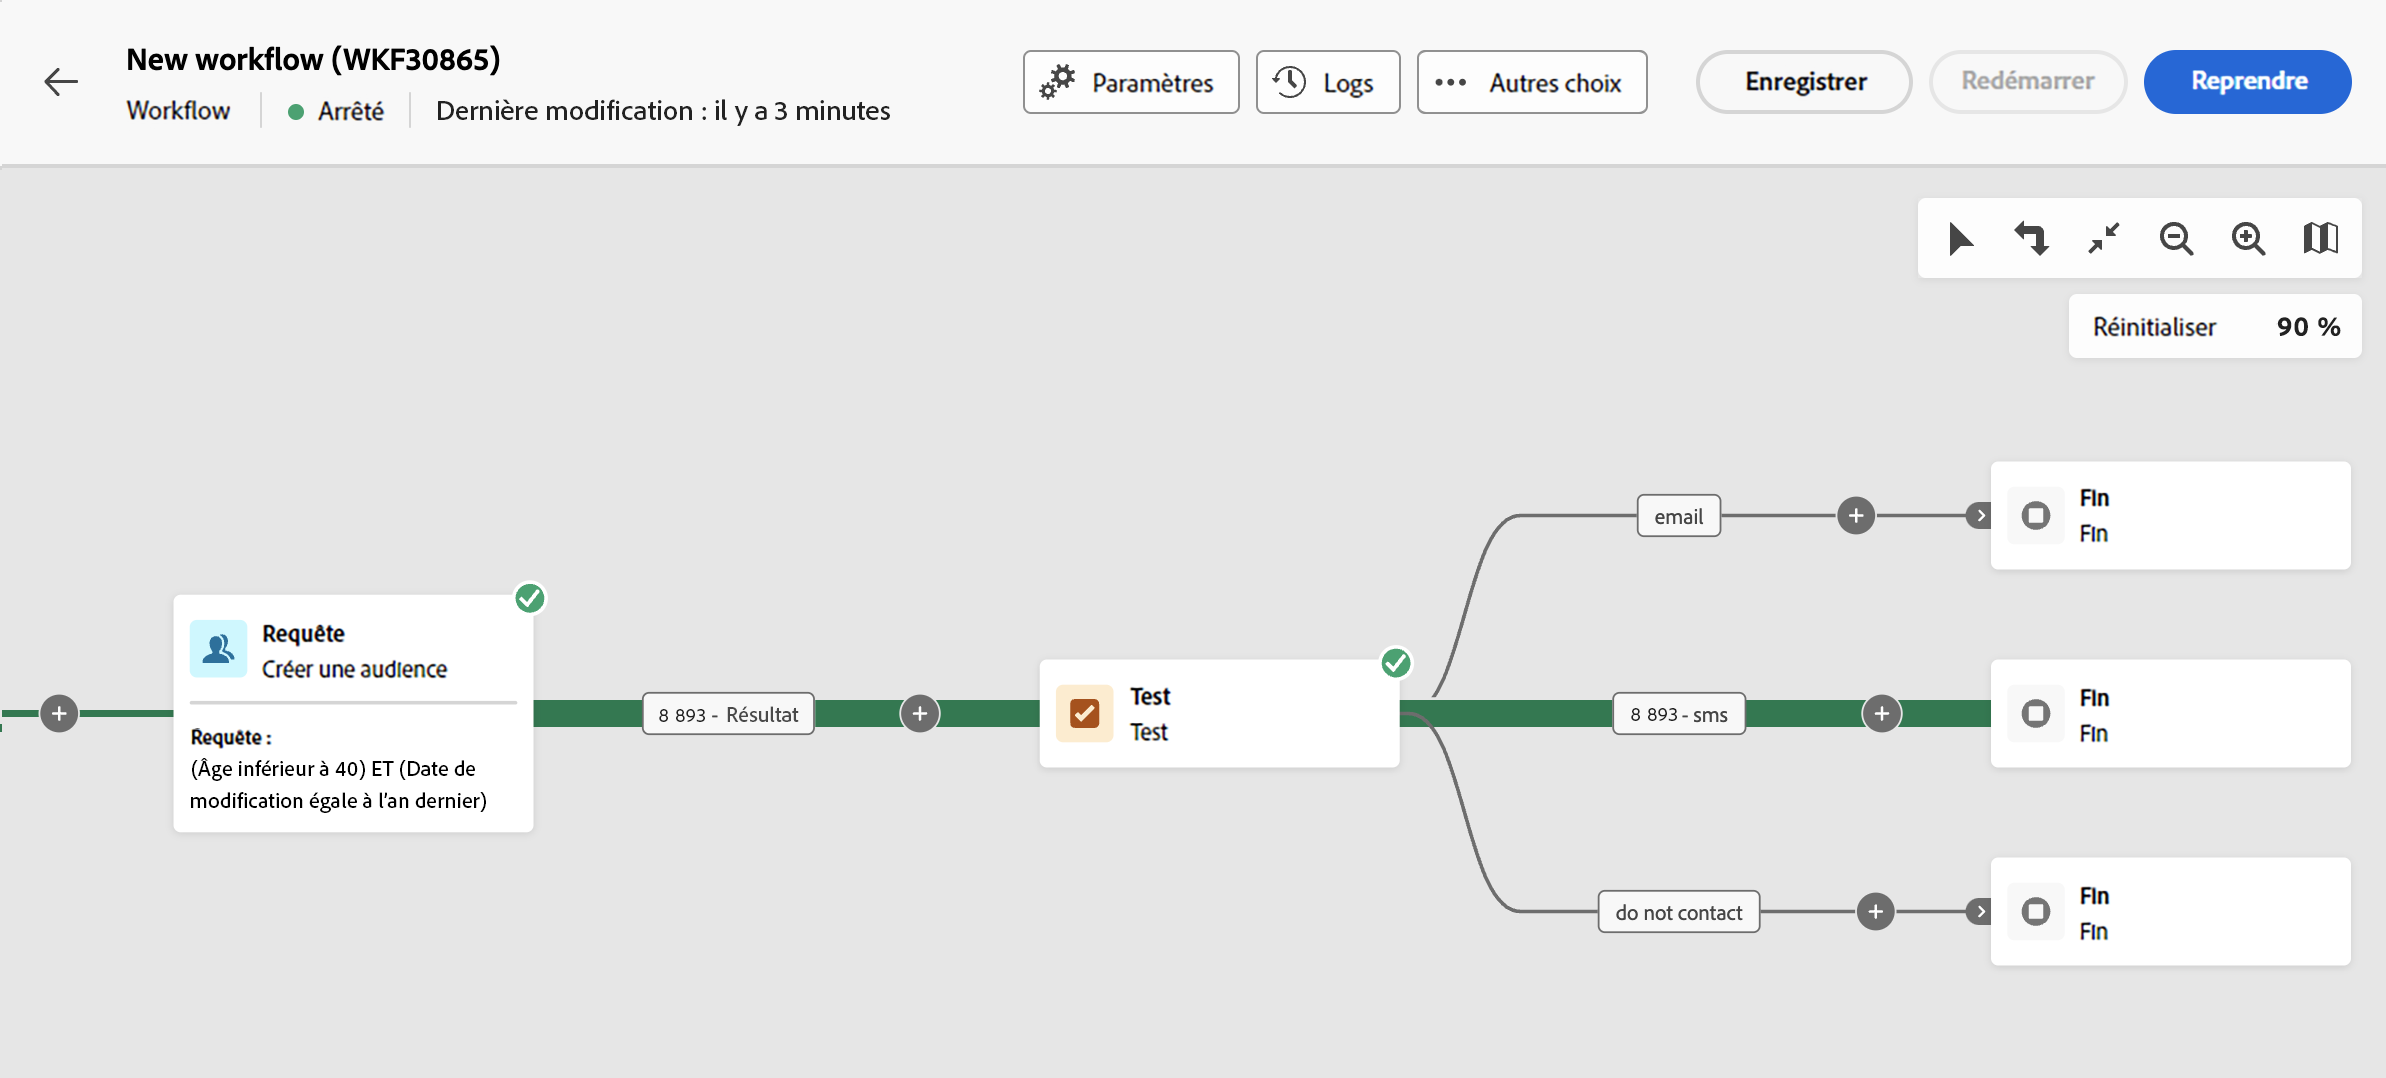 New workflow (WKF30865)
Workflow
Arrêté
Dernière modification : il y a 3 minutes
Paramètres
Logs
Autres choix
Enregistrer
Redémarrer
Reprendre
Réinitialiser
90 %
Requête
Créer une audience
Requête :
(Âge inférieur à 40) ET (Date de
modification égale à l’an dernier)
8 893 - Résultat
Test
Test
email
8 893 - sms
do not contact
Fin
Fin
Fin
Fin
Fin
Fin